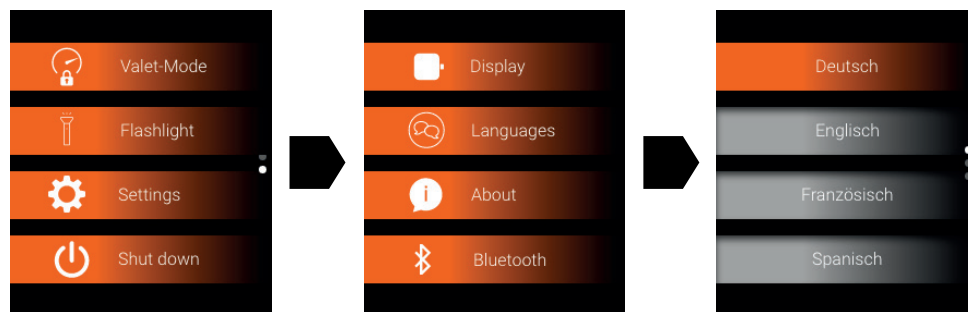 Valet-Mode
Flashlight
Settings
Shut down
Display
Languages
About
Bluetooth
Deutsch
Englisch
Französisch
Spanisch